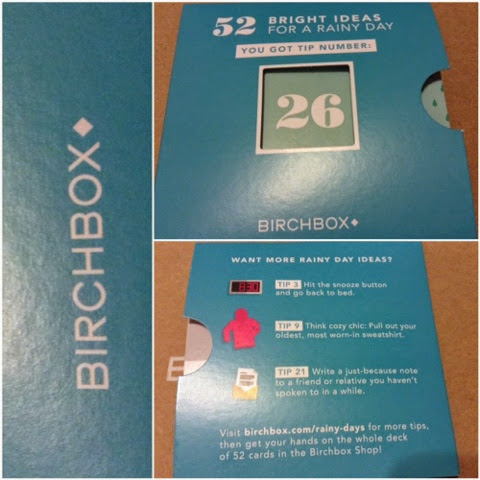 BIRCHBOX
52 BRIGHT IDEAS
FOR A RAINY DAY
YOU GOT TIP NUMBER:
26
BIRCHBOX
WANT MORE RAINY DAY IDEAS?
TIP 3 Hit the snooze button
and go back to bed.
TIP 9 Think cozy chic: Pull out your
oldest, most worn-in sweatshirt.
TIP 21 Write a just-because note
to a friend or relative you haven't
spoken to in a while.
Visit birchbox.com/rainy-days for more tips,
then get your hands on the whole deck
of 52 cards in the Birchbox Shop!